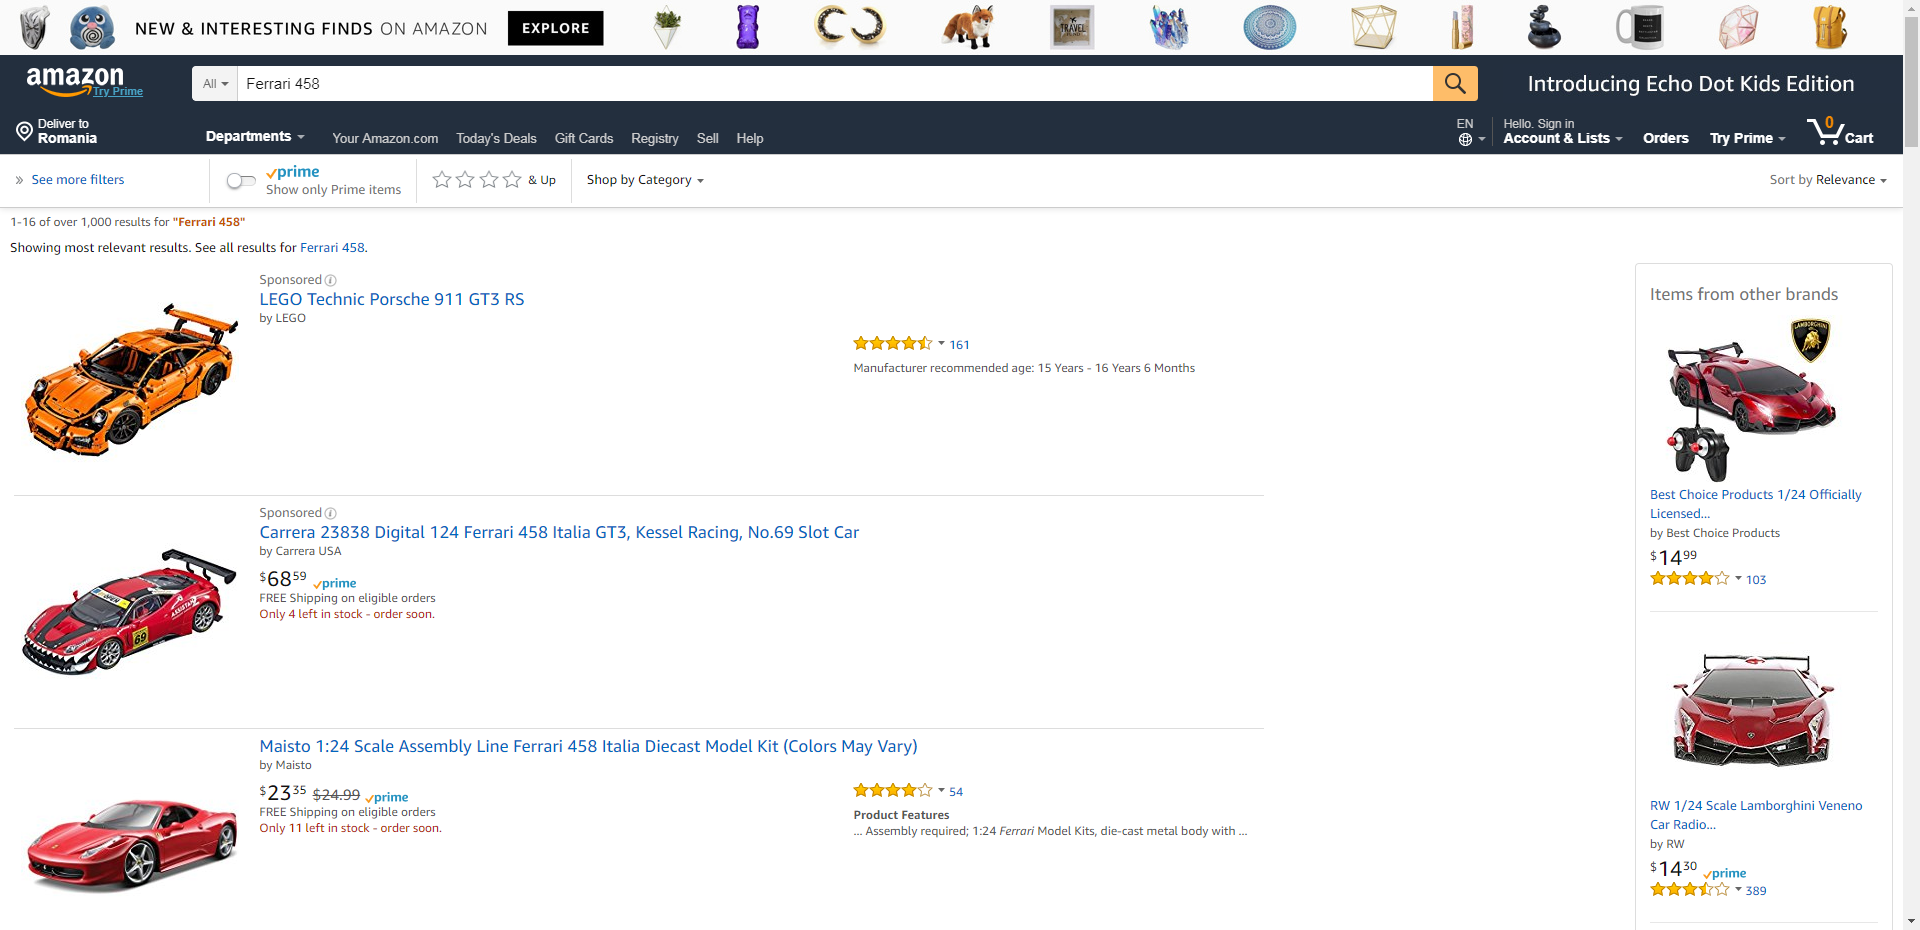 NEW & INTERESTING FINDS ON AMAZON EXPLORE
TRAVEL
amazon
Try Prime
All
Ferrari 458
Introducing Echo Dot Kids Edition
Deliver to
Romania
Departments
Your Amazon.com Today's Deals Gift Cards Registry Sell Help
EN
Hello. Sign in
Account & Lists
Orders
Try Prime
0
Cart
» See more filters
prime
Show only Prime items
& Up
Shop by Category
Sort by Relevance
1-16 of over 1,000 results for "Ferrari 458"
Showing most relevant results. See all results for Ferrari 458.
Sponsored
LEGO Technic Porsche 911 GT3 RS
by LEGO
161
Manufacturer recommended age: 15 Years - 16 Years 6 Months
Sponsored
Carrera 23838 Digital 124 Ferrari 458 Italia GT3, Kessel Racing, No.69 Slot Car
by Carrera USA
$68 59 prime
FREE Shipping on eligible orders
Only 4 left in stock - order soon.
69
Maisto 1:24 Scale Assembly Line Ferrari 458 Italia Diecast Model Kit (Colors May Vary)
by Maisto
$23 35 $24.99 prime
FREE Shipping on eligible orders
Only 11 left in stock - order soon.
54
Product Features
... Assembly required; 1:24 Ferrari Model Kits, die-cast metal body with ...
Items from other brands
LAMBORGHINI
Best Choice Products 1/24 Officially
Licensed...
by Best Choice Products
$14 99
103
RW 1/24 Scale Lamborghini Veneno
Car Radio...
by RW
$14 30 prime
389